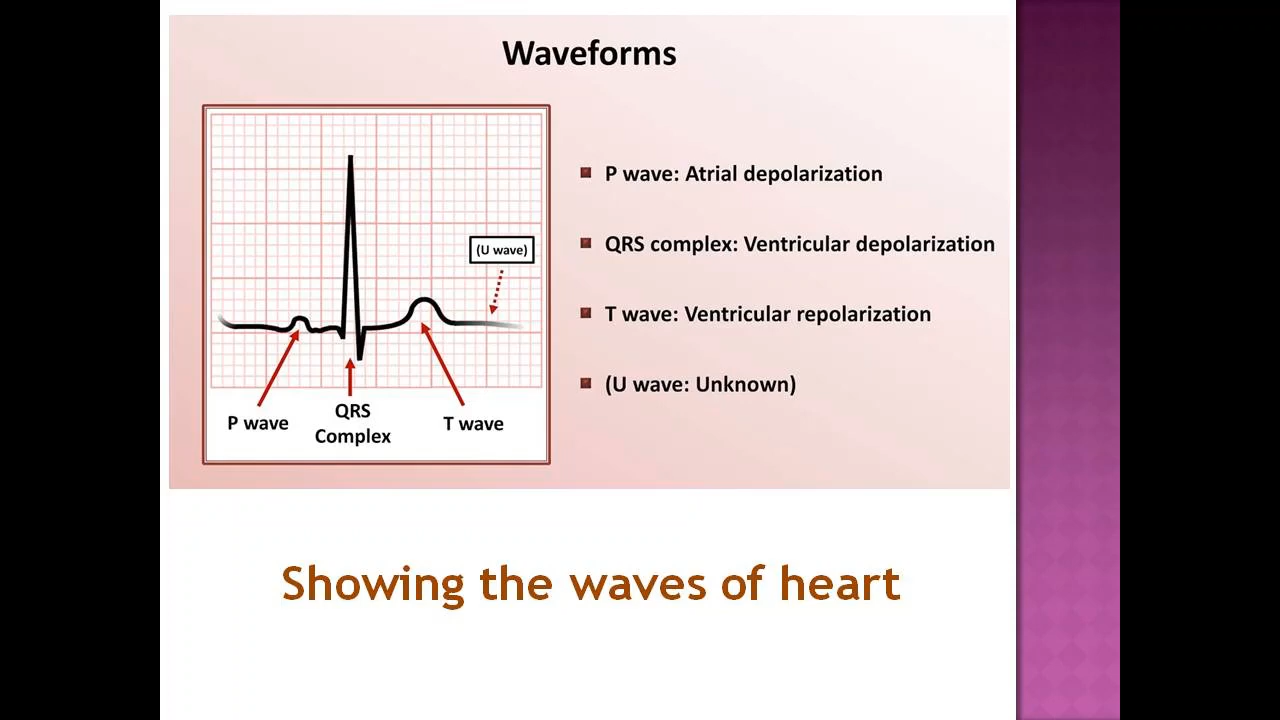 Waveforms
(U wave)
P wave
QRS
Complex
T wave
P wave: Atrial depolarization
QRS complex: Ventricular depolarization
T wave: Ventricular repolarization
(U wave: Unknown)
Showing the waves of heart